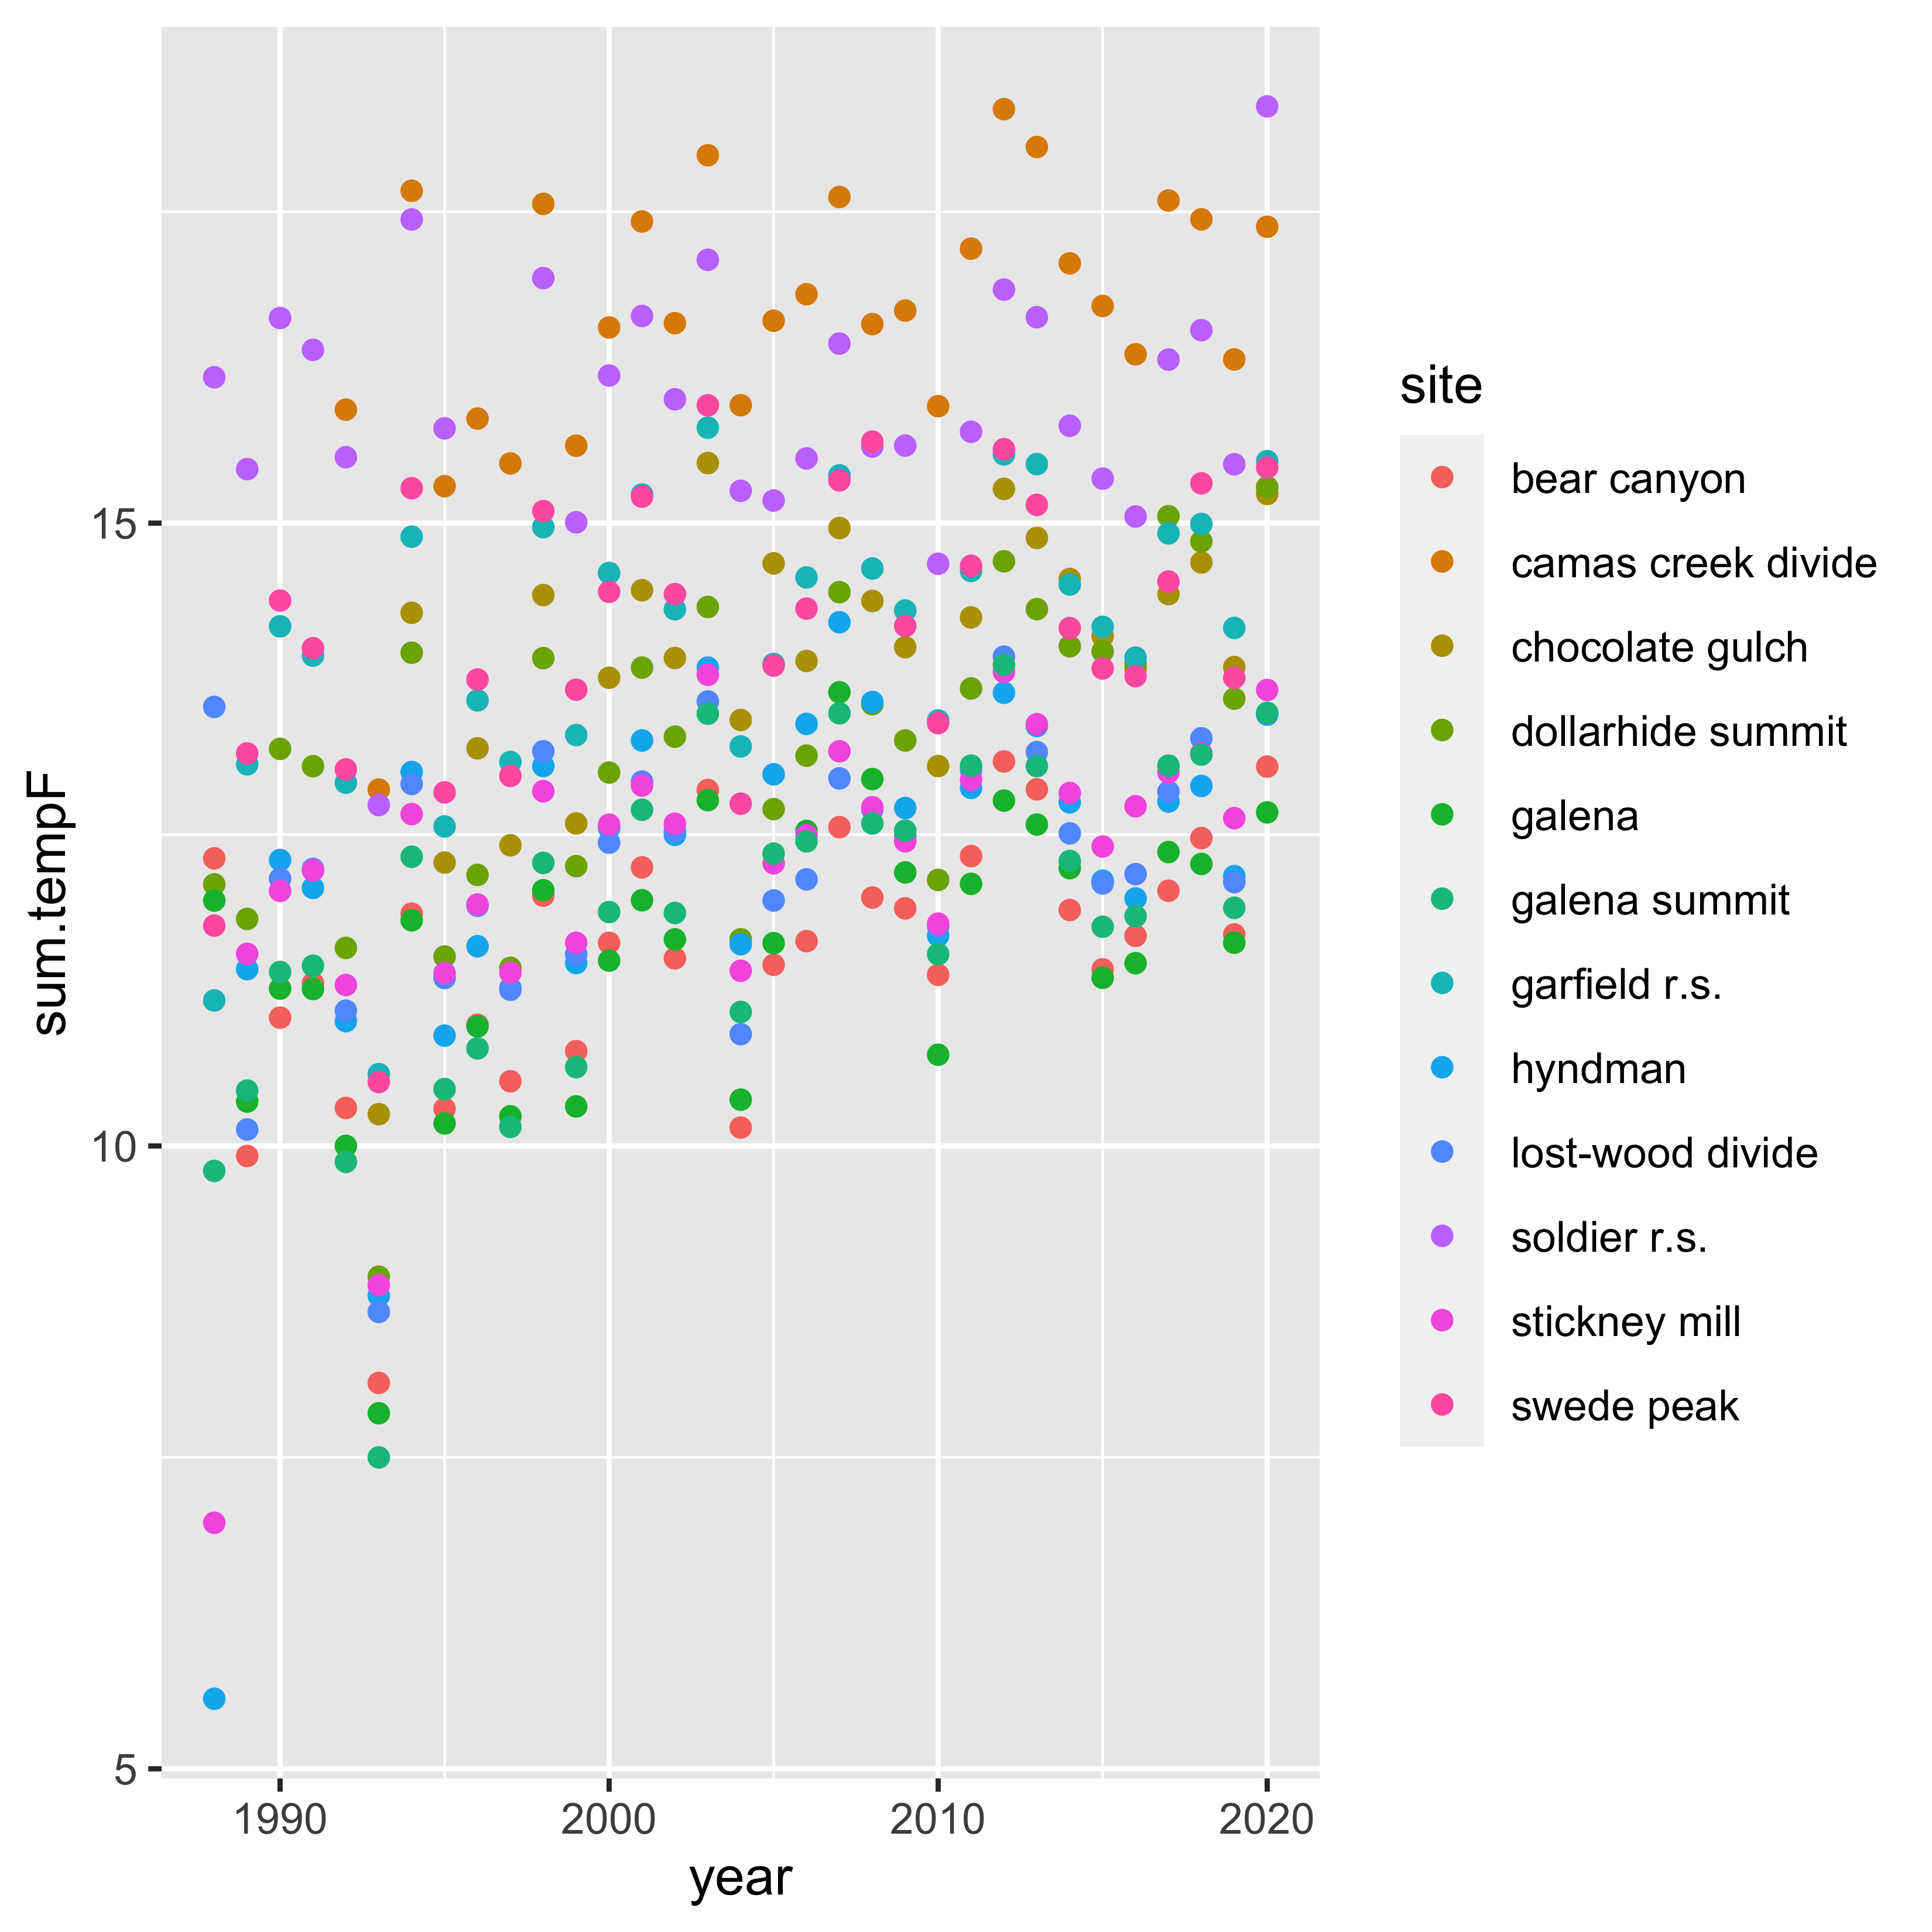 site
bear canyon
camas creek divide
chocolate gulch
dollarhide summit
galena
galena summit
garfield r.s.
hyndman
lost-wood divide
soldier r.s.
stickney mill
swede peak
sum.tempF
15
10
5
1990 2000 2010 2020
year